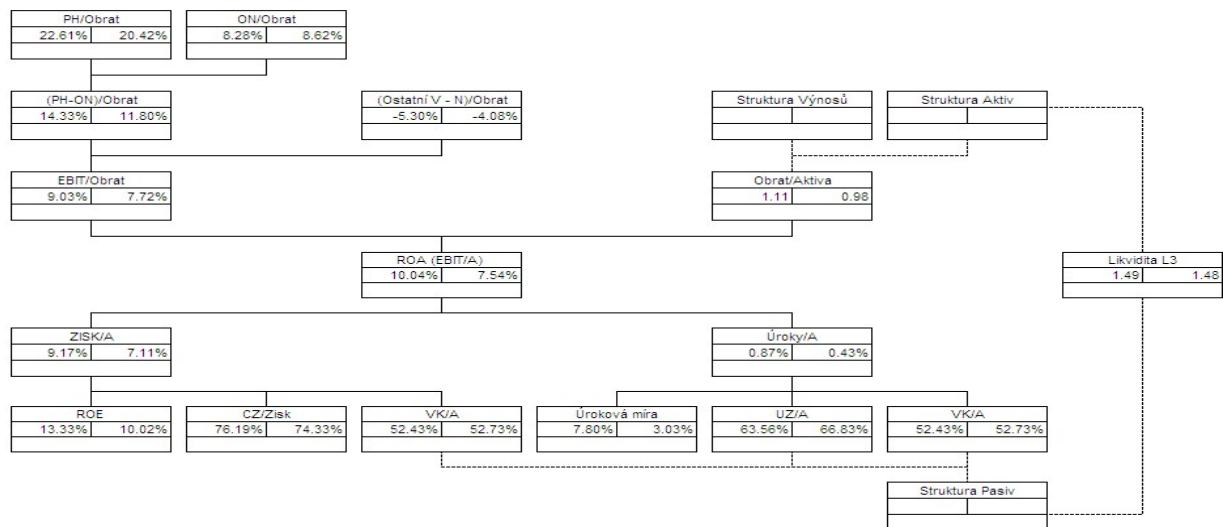 PH/Obrat ON/Obrat
22.61% 20.42% 8.28% 8.62%
(PH-ON)/Obrat (Ostatní V - N)/Obrat Struktura Výnosů Struktura Aktiv
14.33% 11.80% -5.30% -4.08%
EBIT/Obrat Obrat/Aktiva
9.03% 7.72% 1.11 0.98
ROA (EBIT/A) Likvidita L3
10.04% 7.54% 1.49 1.48
ZISK/A Úroky/A
9.17% 7.11% 0.87% 0.43%
ROE CZ/Zisk VK/A Úroková míra UZ/A VK/A
13.33% 10.02% 76.19% 74.33% 52.43% 52.73% 7.80% 3.03% 63.56% 66.83% 52.43% 52.73%
Struktura Pasiv